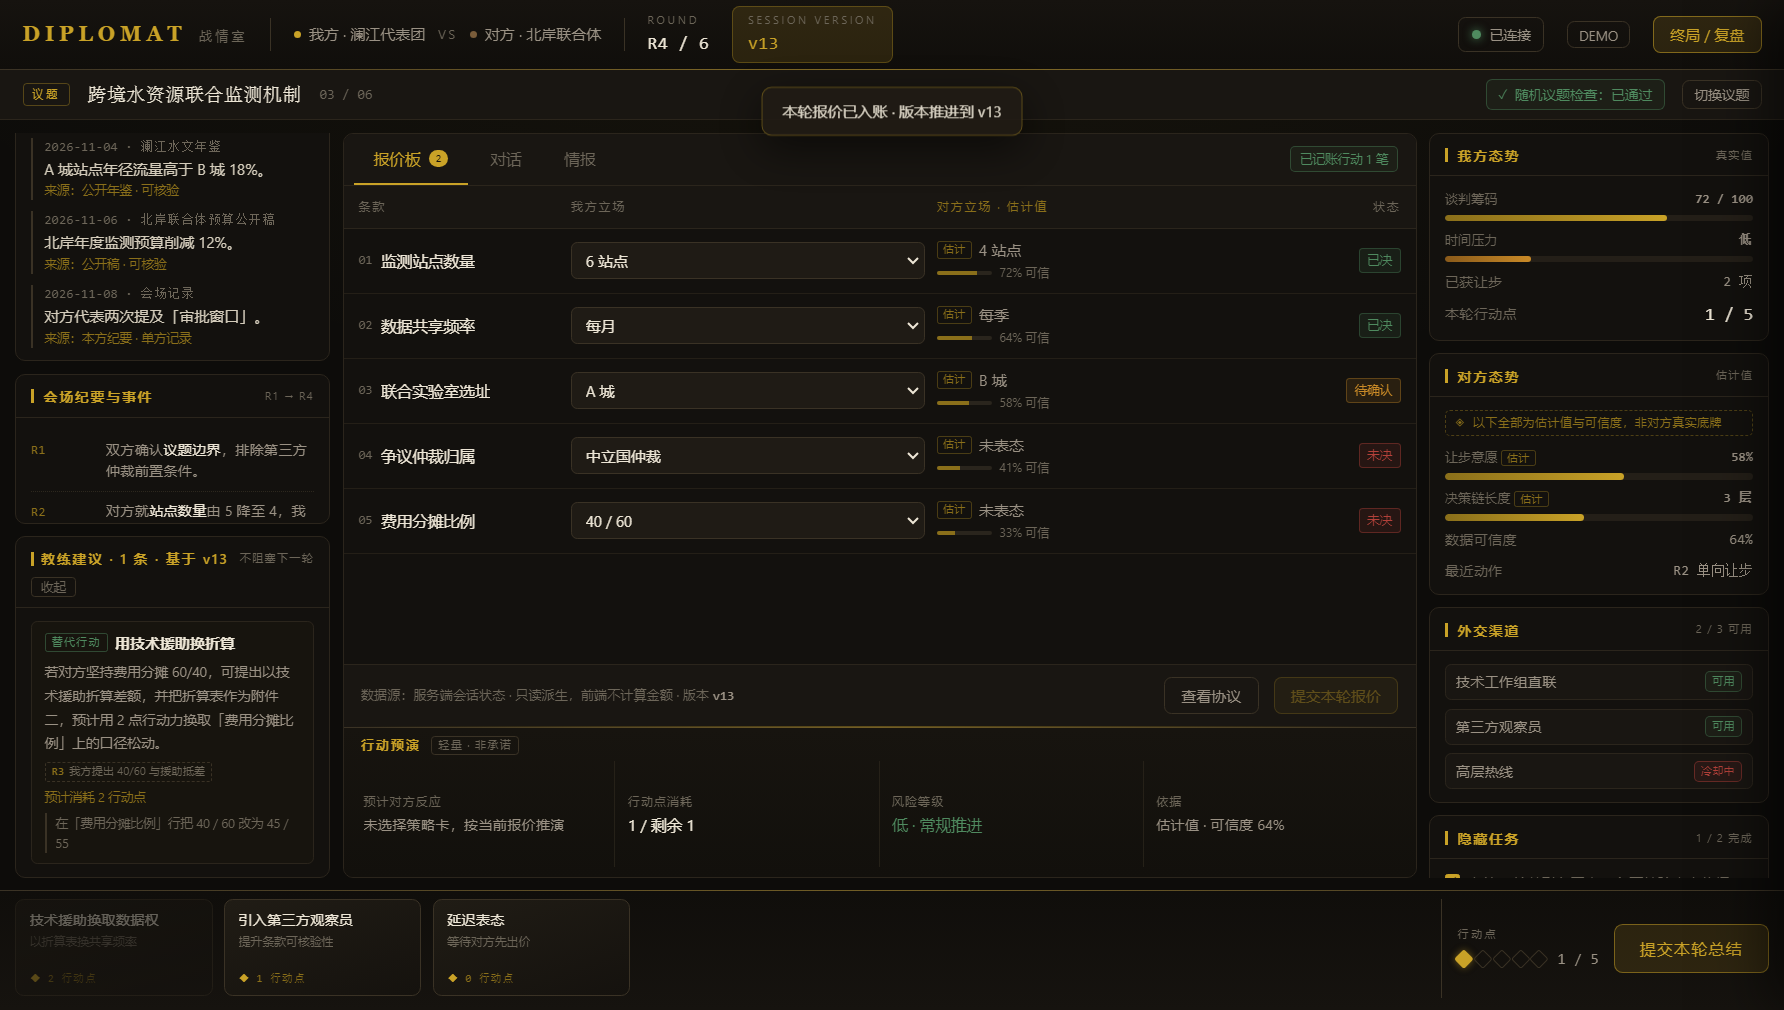 DIPLOMAT 战情室
我方 · 澜江代表团 VS 对方 · 北岸联合体
ROUND
R4 / 6
SESSION VERSION
v13
已连接
DEMO
终局 / 复盘
议题 跨境水资源联合监测机制 03 / 06
本轮报价已入账 · 版本推进到 v13
✓ 随机议题检查：已通过
切换议题
2026-11-04 · 澜江水文年鉴
A 城站点年径流量高于 B 城 18%。
来源：公开年鉴 · 可核验
2026-11-06 · 北岸联合体预算公开稿
北岸年度监测预算削减 12%。
来源：公开稿 · 可核验
2026-11-08 · 会场记录
对方代表两次提及「审批窗口」。
来源：本方纪要 · 单方记录
会场纪要与事件 R1 → R4
R1 双方确认议题边界，排除第三方
仲裁前置条件。
R2 对方就站点数量由 5 降至 4，我
教练建议 · 1 条 · 基于 v13 不阻塞下一轮
收起
替代行动 用技术援助换折算
若对方坚持费用分摊 60/40，可提出以技
术援助折算差额，并把折算表作为附件
二，预计用 2 点行动力换取「费用分摊比
例」上的口径松动。
R3 我方提出 40/60 与援助抵差
预计消耗 2 行动点
在「费用分摊比例」行把 40 / 60 改为 45 /
55
报价板 2 对话 情报
已记账行动 1 笔
条款 我方立场 对方立场 · 估计值 状态
01 监测站点数量 6 站点 估计 4 站点 已决
72% 可信
02 数据共享频率 每月 估计 每季 已决
64% 可信
03 联合实验室选址 A 城 估计 B 城 待确认
58% 可信
04 争议仲裁归属 中立国仲裁 估计 未表态 未决
41% 可信
05 费用分摊比例 40 / 60 估计 未表态 未决
33% 可信
数据源：服务端会话状态 · 只读派生，前端不计算金额 · 版本 v13
查看协议
提交本轮报价
行动预演 轻量 · 非承诺
预计对方反应
未选择策略卡，按当前报价推演
行动点消耗
1 / 剩余 1
风险等级
低 · 常规推进
依据
估计值 · 可信度 64%
我方态势 真实值
谈判筹码 72 / 100
时间压力 低
已获让步 2 项
本轮行动点 1 / 5
对方态势 估计值
◈ 以下全部为估计值与可信度，非对方真实底牌
让步意愿 估计 58%
决策链长度 估计 3 层
数据可信度 64%
最近动作 R2 单向让步
外交渠道 2 / 3 可用
技术工作组直联 可用
第三方观察员 可用
高层热线 冷却中
隐藏任务 1 / 2 完成
技术援助换取数据权
以折算表换共享频率
◆ 2 行动点
引入第三方观察员
提升条款可核验性
◆ 1 行动点
延迟表态
等待对方先出价
◆ 0 行动点
行动点
1 / 5
提交本轮总结